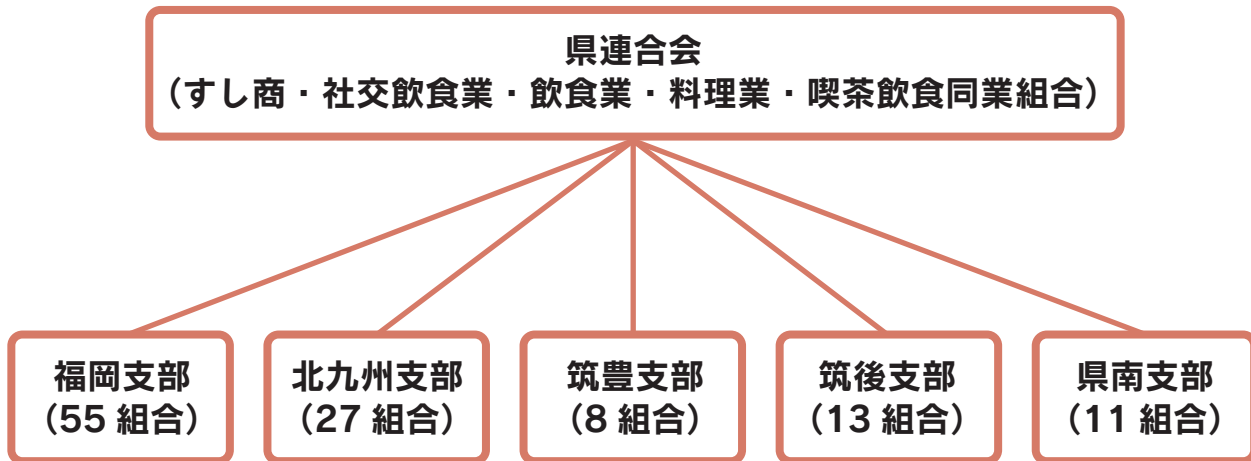 県連合会
（すし商・社交飲食業・飲食業・料理業・喫茶飲食同業組合）
福岡支部
（55 組合）
北九州支部
（27 組合）
筑豊支部
（8 組合）
筑後支部
（13 組合）
県南支部
（11 組合）